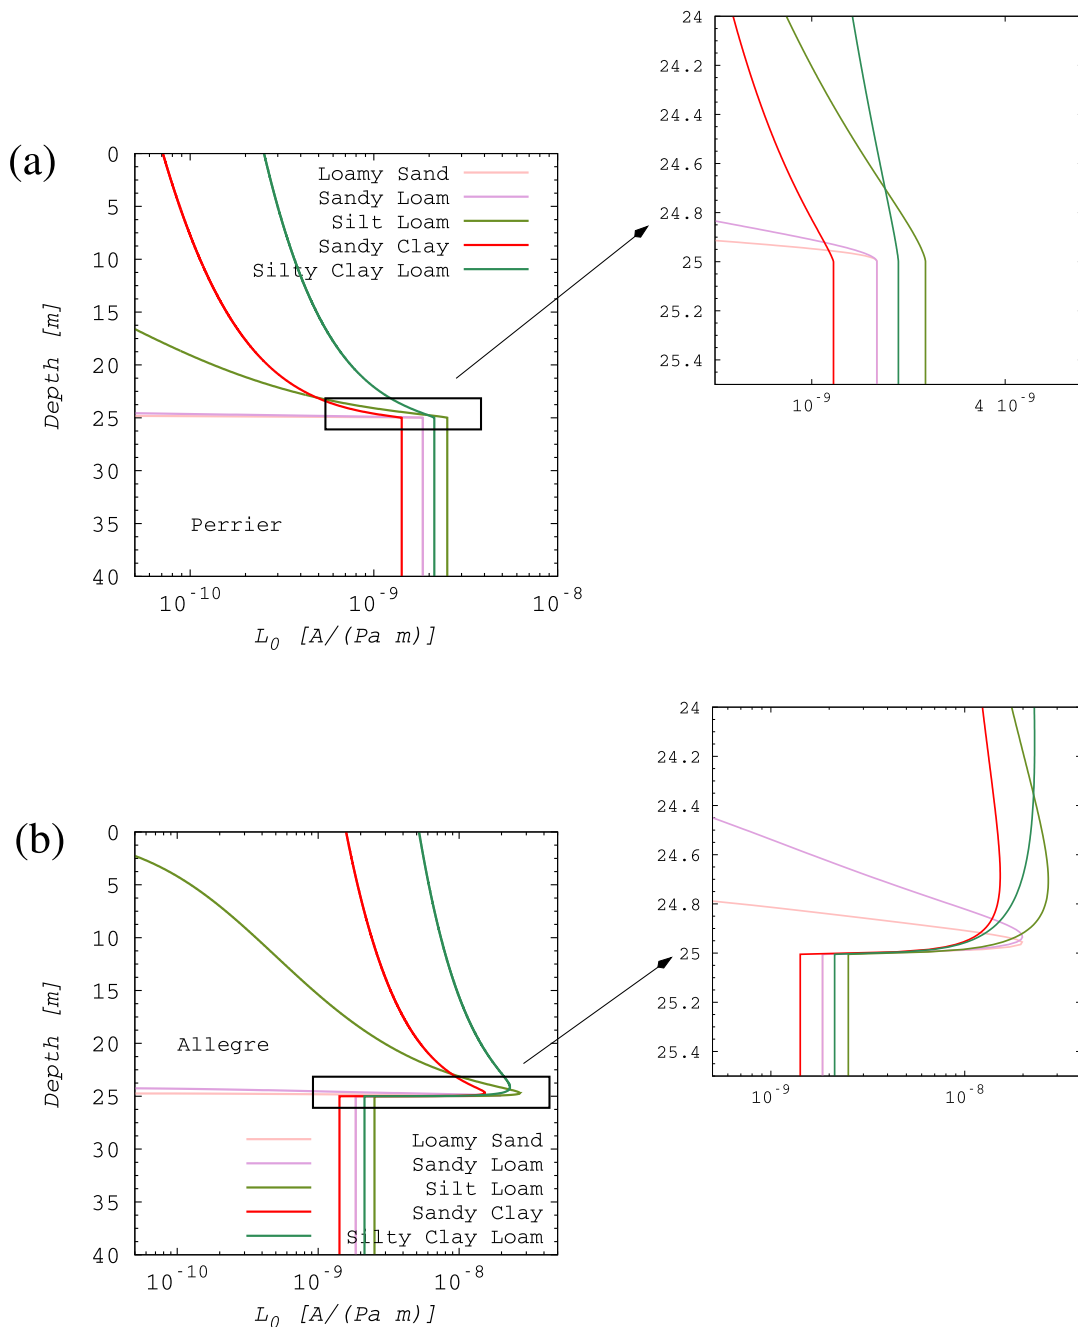 (a)
Depth [m]
0
5
10
15
20
25
30
35
40
Loamy Sand
Sandy Loam
Silt Loam
Sandy Clay
Silty Clay Loam
Perrier
10^-10 10^-9 10^-8
L_0 [A/(Pa m)]
24
24.2
24.4
24.6
24.8
25
25.2
25.4
10^-9 4 10^-9
(b)
Depth [m]
0
5
10
15
20
25
30
35
40
Allegre
Loamy Sand
Sandy Loam
Silt Loam
Sandy Clay
Silty Clay Loam
10^-10 10^-9 10^-8
L_0 [A/(Pa m)]
24
24.2
24.4
24.6
24.8
25
25.2
25.4
10^-9 10^-8